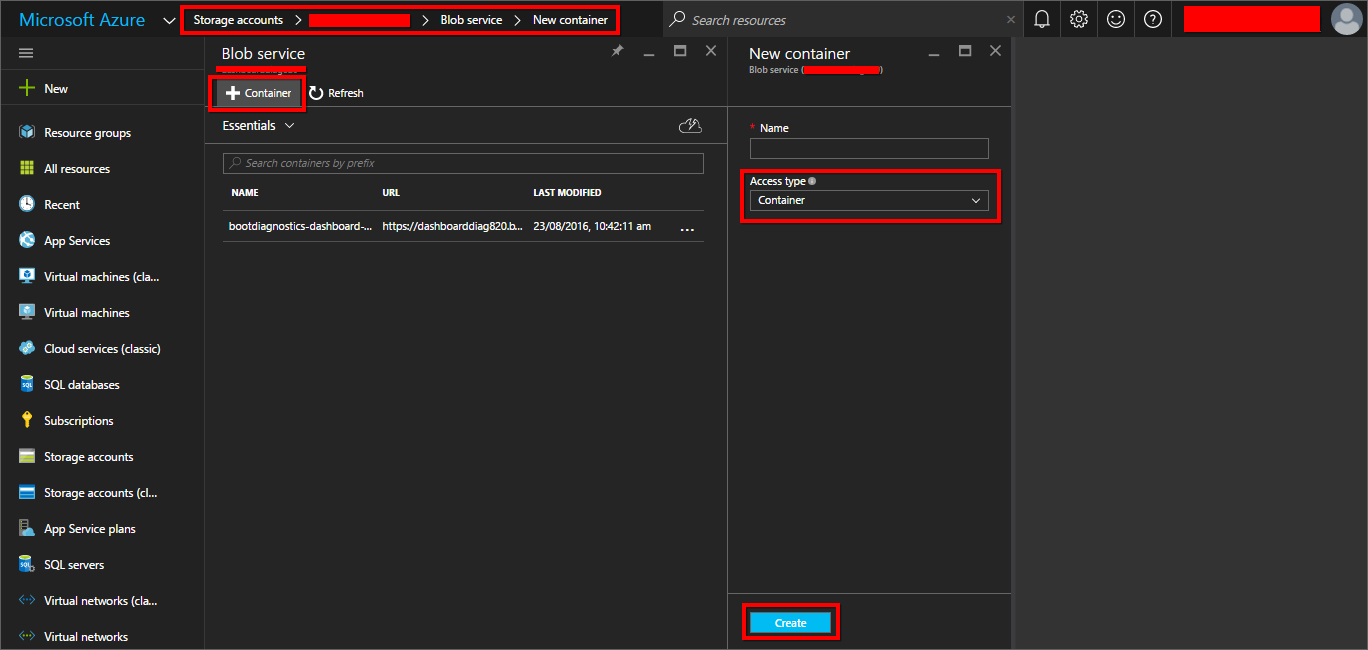 Microsoft Azure
Storage accounts > > Blob service > New container
Search resources
New
Resource groups
All resources
Recent
App Services
Virtual machines (cla...
Virtual machines
Cloud services (classic)
SQL databases
Subscriptions
Storage accounts
Storage accounts (cl...
App Service plans
SQL servers
Virtual networks (cla...
Virtual networks
Blob service
Container
Refresh
Essentials
Search containers by prefix
NAME URL LAST MODIFIED
bootdiagnostics-dashboard-... https://dashboarddiag820.b... 23/08/2016, 10:42:11 am ...
New container
Blob service ( )
* Name
Access type
Container
Create